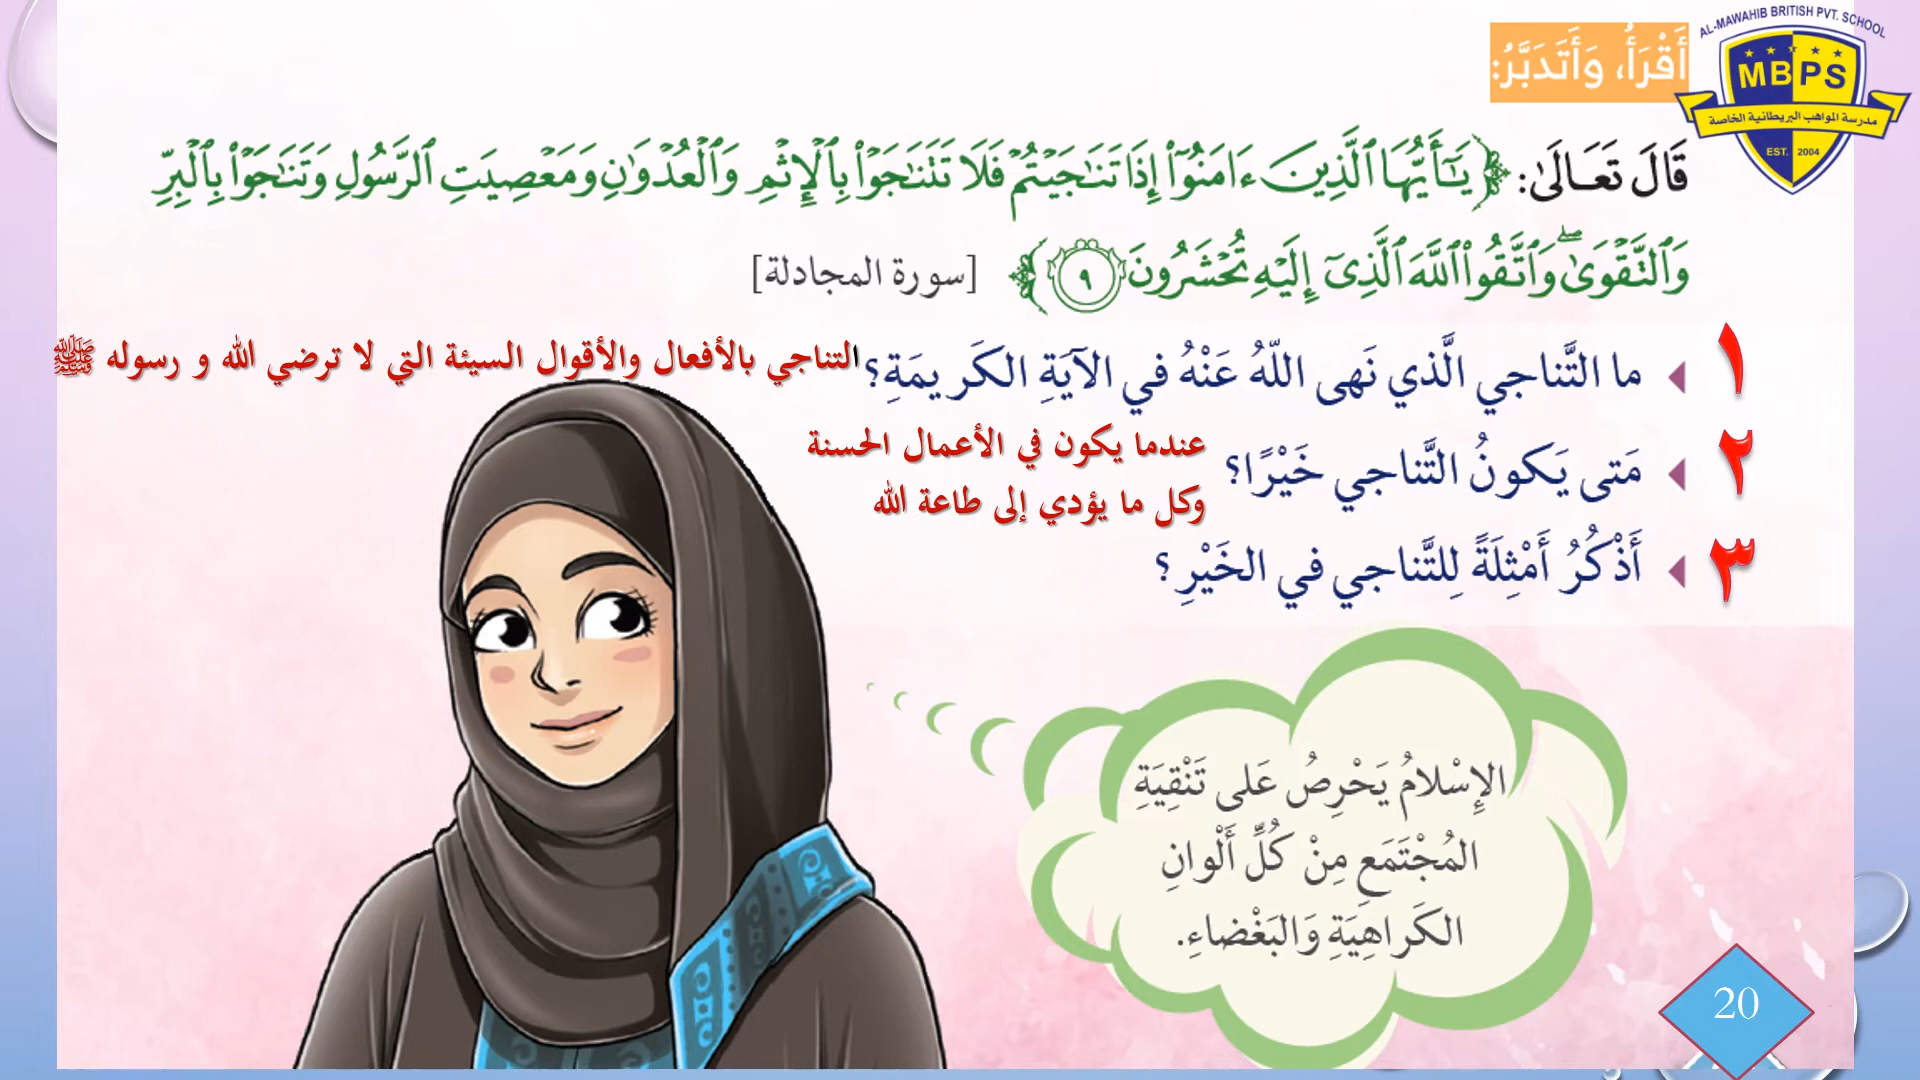 AL-MAWAHIB BRITISH PVT. SCHOOL
MBPS
مدرسة المواهب البريطانية الخاصة
EST. 2004
أَقْرَأُ، وَأَتَدَبَّرُ:
قَالَ تَعَالَىٰ: ﴿يَـٰٓأَيُّهَا ٱلَّذِينَ ءَامَنُوٓا۟ إِذَا تَنَـٰجَيْتُمْ فَلَا تَتَنَـٰجَوْا۟ بِٱلْإِثْمِ وَٱلْعُدْوَٰنِ وَمَعْصِيَتِ ٱلرَّسُولِ وَتَنَـٰجَوْا۟ بِٱلْبِرِّ
وَٱلتَّقْوَىٰ ۖ وَٱتَّقُوا۟ ٱللَّهَ ٱلَّذِىٓ إِلَيْهِ تُحْشَرُونَ ٩﴾ [سورة المجادلة]
١ ما التَّناجي الَّذي نَهى اللّهُ عَنْهُ في الآيَةِ الكَريمَةِ؟ التناجي بالأفعال والأقوال السيئة التي لا ترضي الله و رسوله ﷺ
٢ مَتى يَكونُ التَّناجي خَيْرًا؟ عندما يكون في الأعمال الحسنة
وكل ما يؤدي إلى طاعة الله
٣ أَذْكُرُ أَمْثِلَةً لِلتَّناجي في الخَيْرِ؟
الإِسْلامُ يَحْرِصُ عَلى تَنْقِيَةِ
المُجْتَمَعِ مِنْ كُلِّ أَلْوانِ
الكَراهِيَةِ وَالبَغْضاءِ.
20